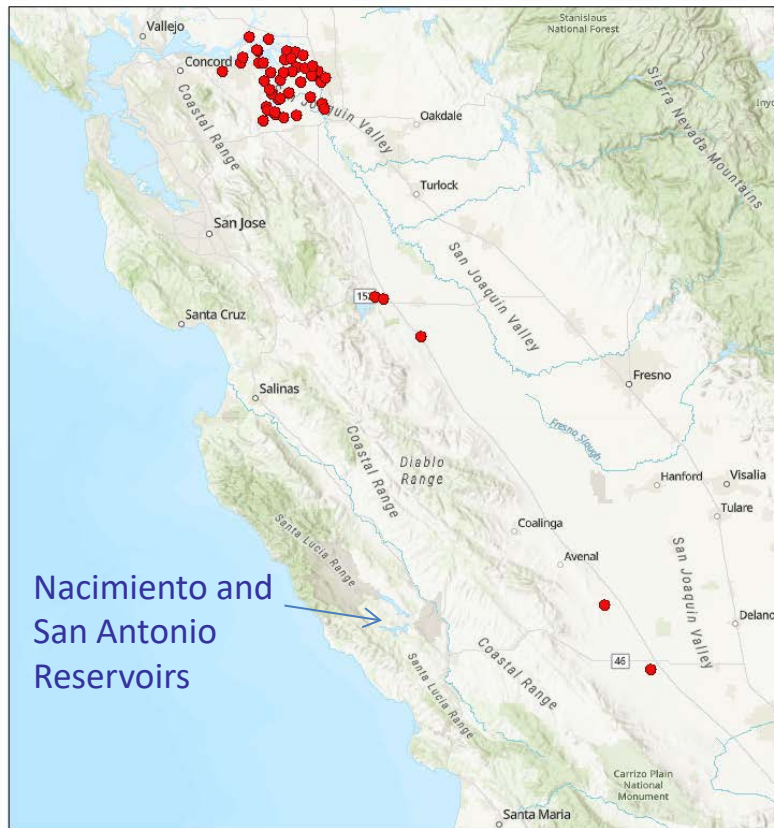 Stanislaus
National Forest
Vallejo
Concord
Coastal Range
Joaquin Valley
Oakdale
Sierra Nevada Mountains
Turlock
San Jose
San Joaquin Valley
Santa Cruz
Salinas
Fresno
Fresno Slough
Coastal Range
Diablo
Range
Hanford
Visalia
Tulare
Coalinga
Avenal
Santa Lucia Range
San Joaquin Valley
Delano
Nacimiento and
San Antonio
Reservoirs
46
Coastal Range
Santa Lucia Range
Carrizo Plain
National
Monument
Santa Maria